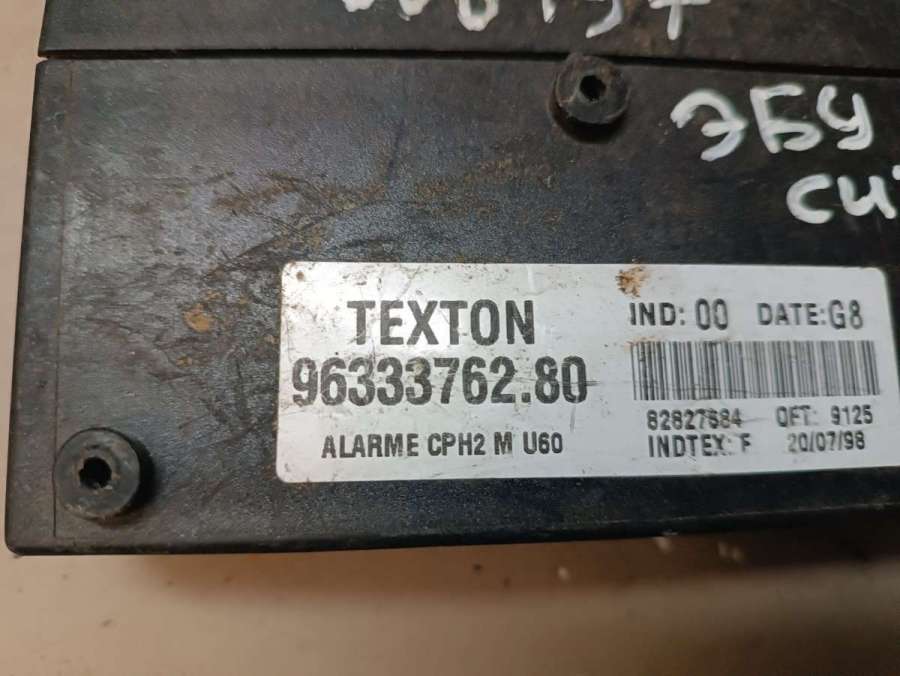 ЭБУ
TEXTON
96333762.80
ALARME CPH2 M U60
IND: 00 DATE: G8
82827684 OFT: 9125
INDTEX: F 20/07/98